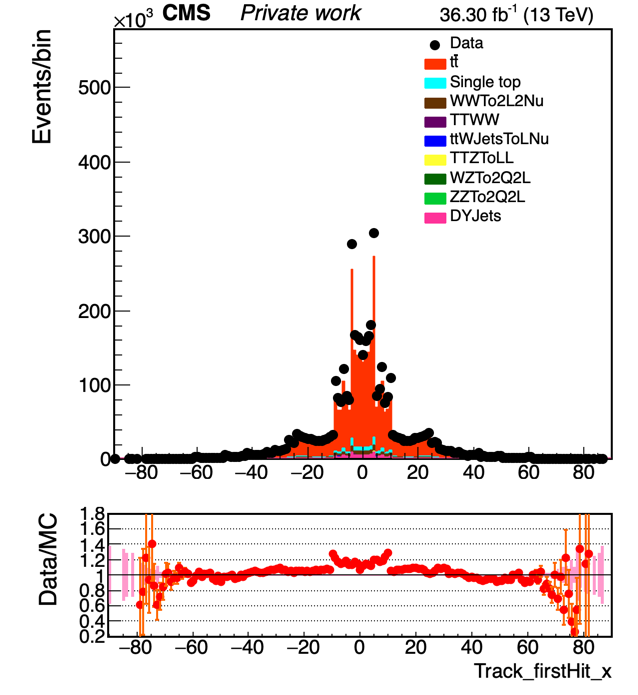 ×10³ CMS Private work 36.30 fb⁻¹ (13 TeV)
Events/bin
Data
tt̄
Single top
WWTo2L2Nu
TTWW
ttWJetsToLNu
TTZToLL
WZTo2Q2L
ZZTo2Q2L
DYJets
500
400
300
200
100
0
−80 −60 −40 −20 0 20 40 60 80
Data/MC
1.8
1.6
1.4
1.2
1
0.8
0.6
0.4
0.2
−80 −60 −40 −20 0 20 40 60 80
Track_firstHit_x